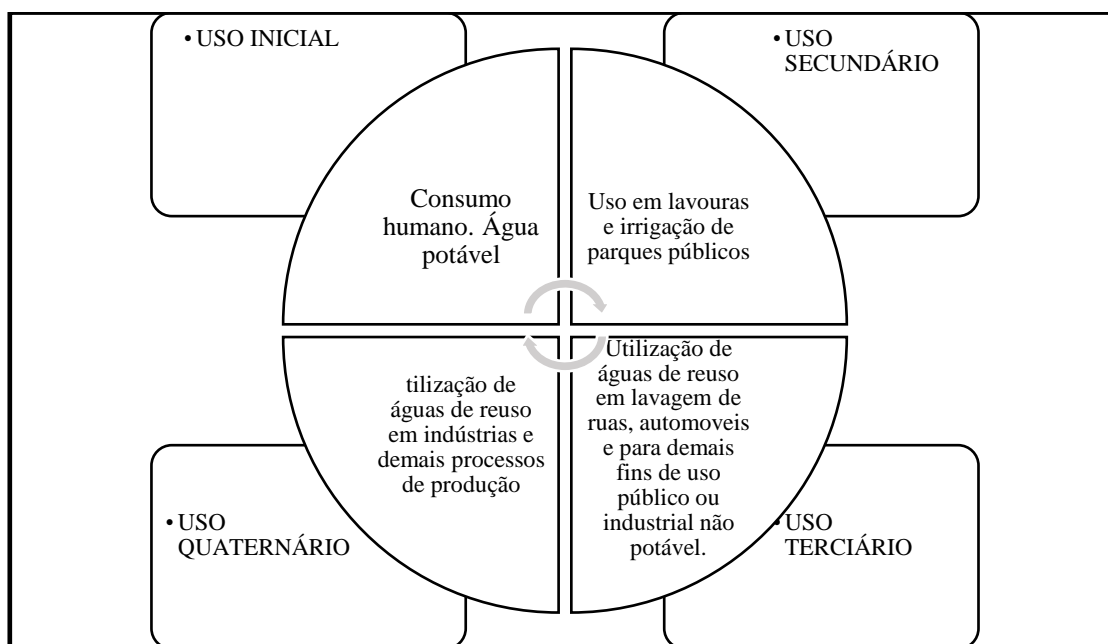 • USO INICIAL
• USO
SECUNDÁRIO
Consumo
humano. Água
potável
Uso em lavouras
e irrigação de
parques públicos
tilização de
águas de reuso
em indústrias e
demais processos
de produção
Utilização de
águas de reuso
em lavagem de
ruas, automoveis
e para demais
fins de uso
público ou
industrial não
potável.
• USO
QUATERNÁRIO
• USO
TERCIÁRIO